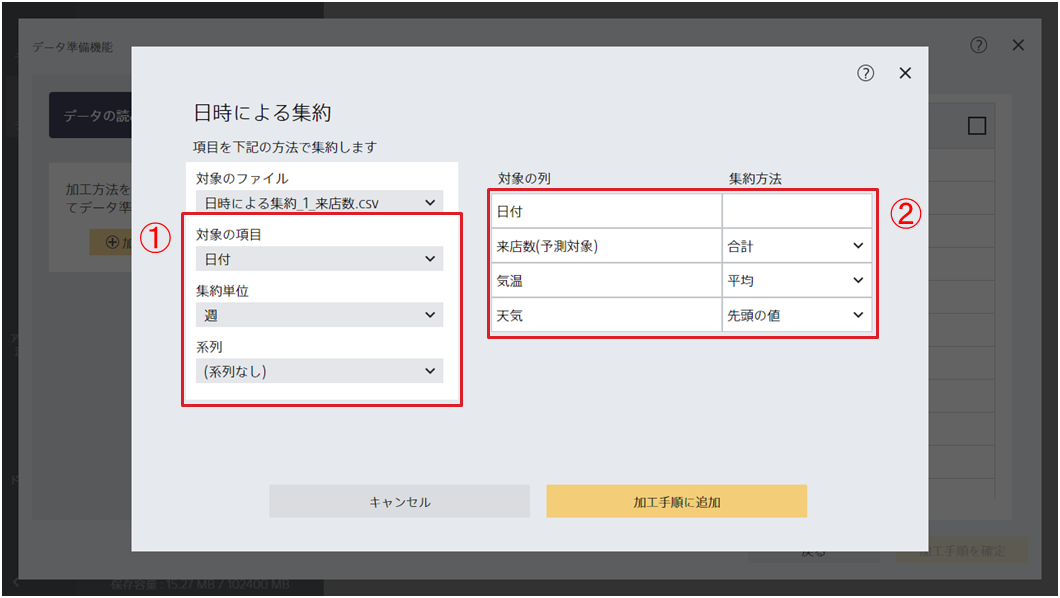 データ準備機能
データの読
加工方法を
てデータ準
日時による集約
項目を下記の方法で集約します
対象のファイル
日時による集約_1_来店数.csv
①
対象の項目
日付
集約単位
週
系列
(系列なし)
対象の列 集約方法
②
日付
来店数(予測対象) 合計
気温 平均
天気 先頭の値
キャンセル
加工手順に追加
戻る
加工手順を確定
保存容量 : 15.27 MB / 102400 MB